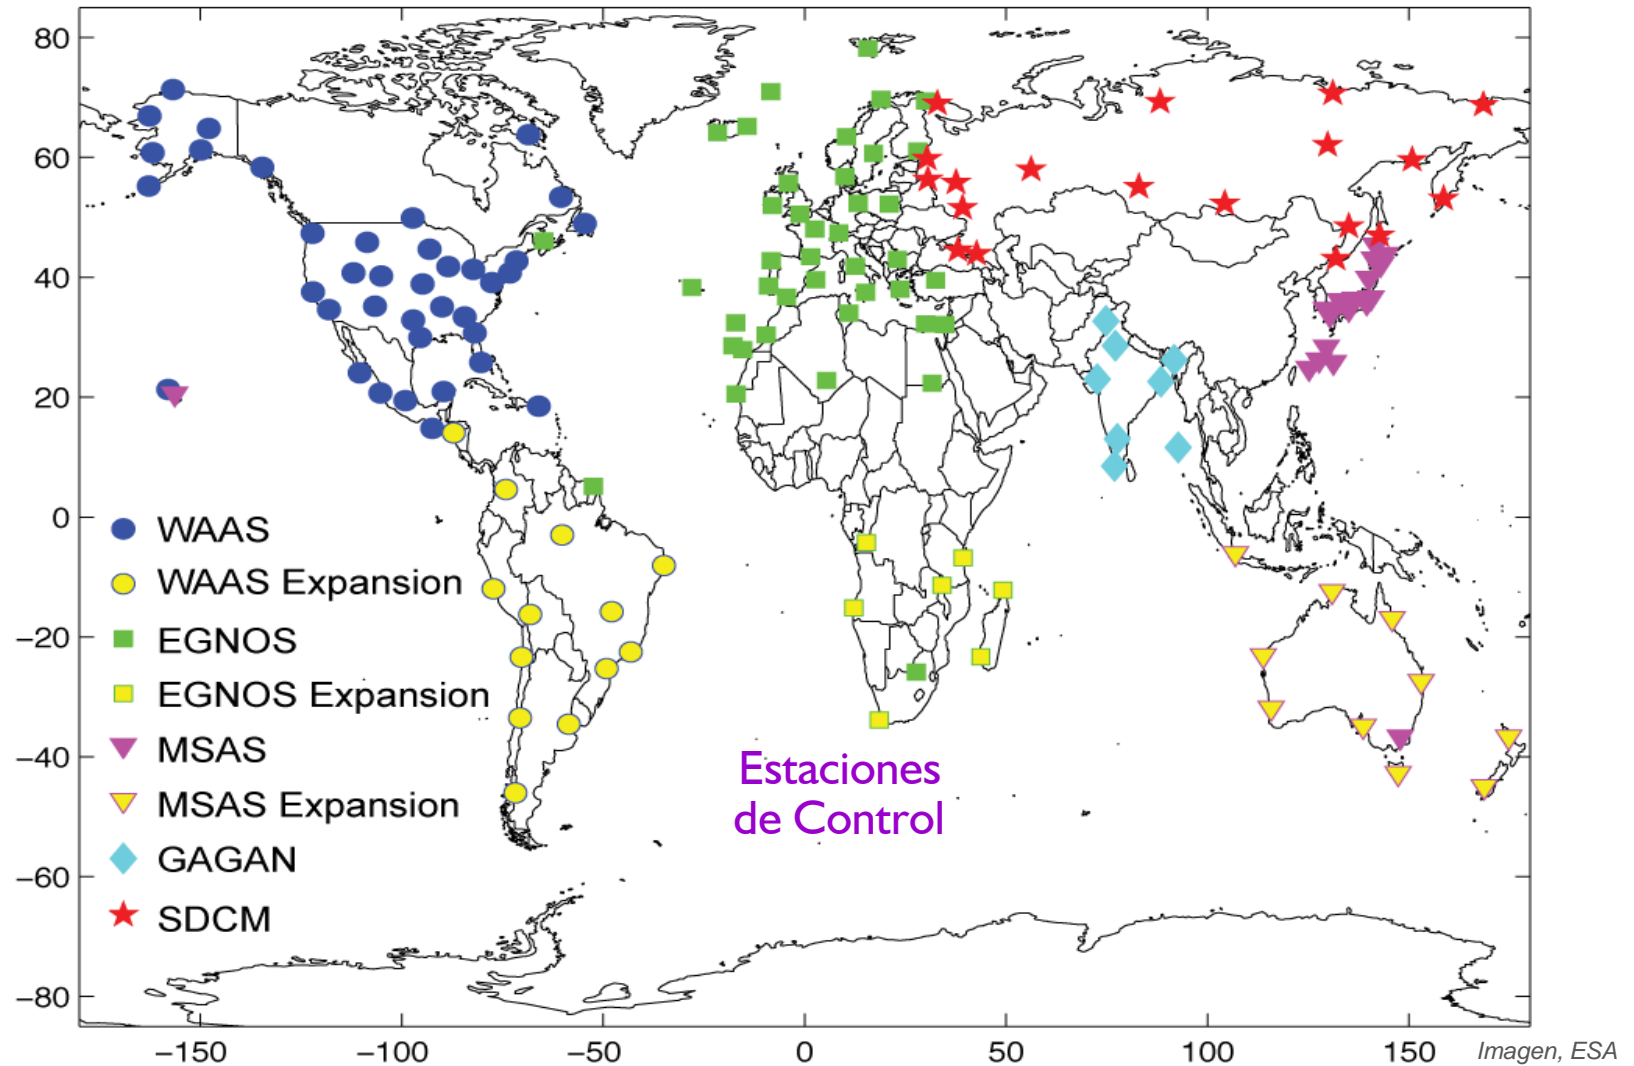 80
60
40
20
0
−20
−40
−60
−80
WAAS
WAAS Expansion
EGNOS
EGNOS Expansion
MSAS
MSAS Expansion
GAGAN
SDCM
Estaciones
de Control
−150
−100
−50
0
50
100
150
Imagen, ESA